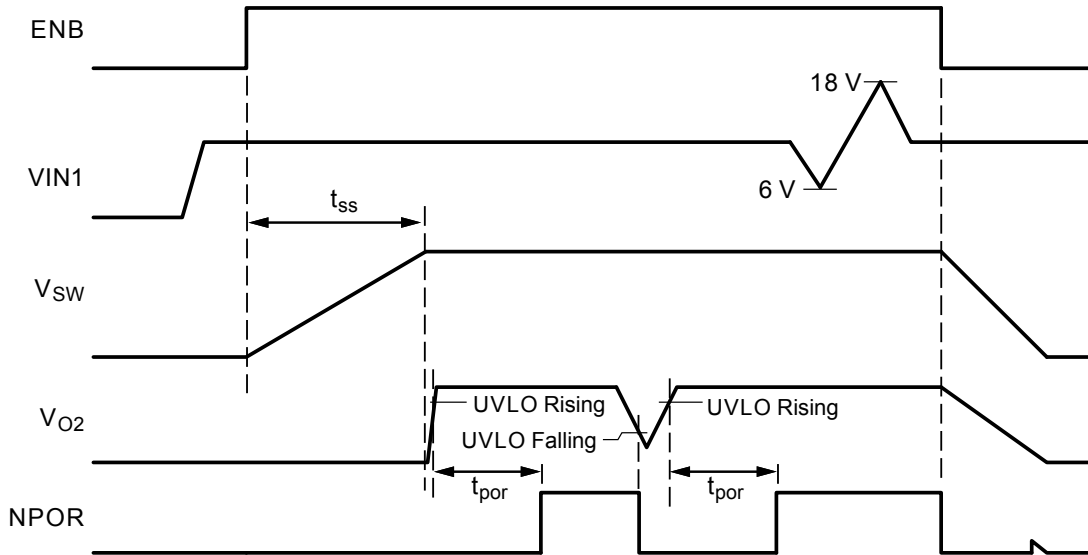 ENB
18 V
VIN1
6 V
tss
VSW
VO2
UVLO Rising
UVLO Rising
UVLO Falling
tpor
tpor
NPOR